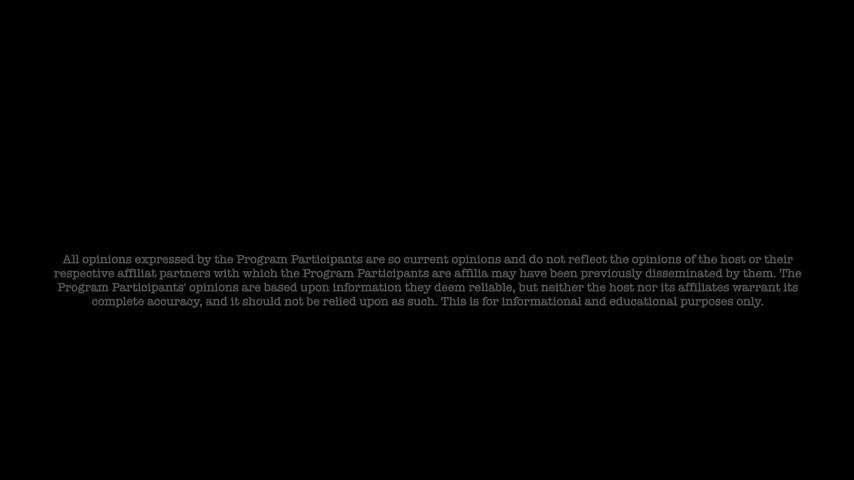 All opinions expressed by the Program Participants are so current opinions and do not reflect the opinions of the host or their
respective affiliat partners with which the Program Participants are affilia may have been previously disseminated by them. The
Program Participants' opinions are based upon information they deem reliable, but neither the host nor its affiliates warrant its
complete accuracy, and it should not be relied upon as such. This is for informational and educational purposes only.